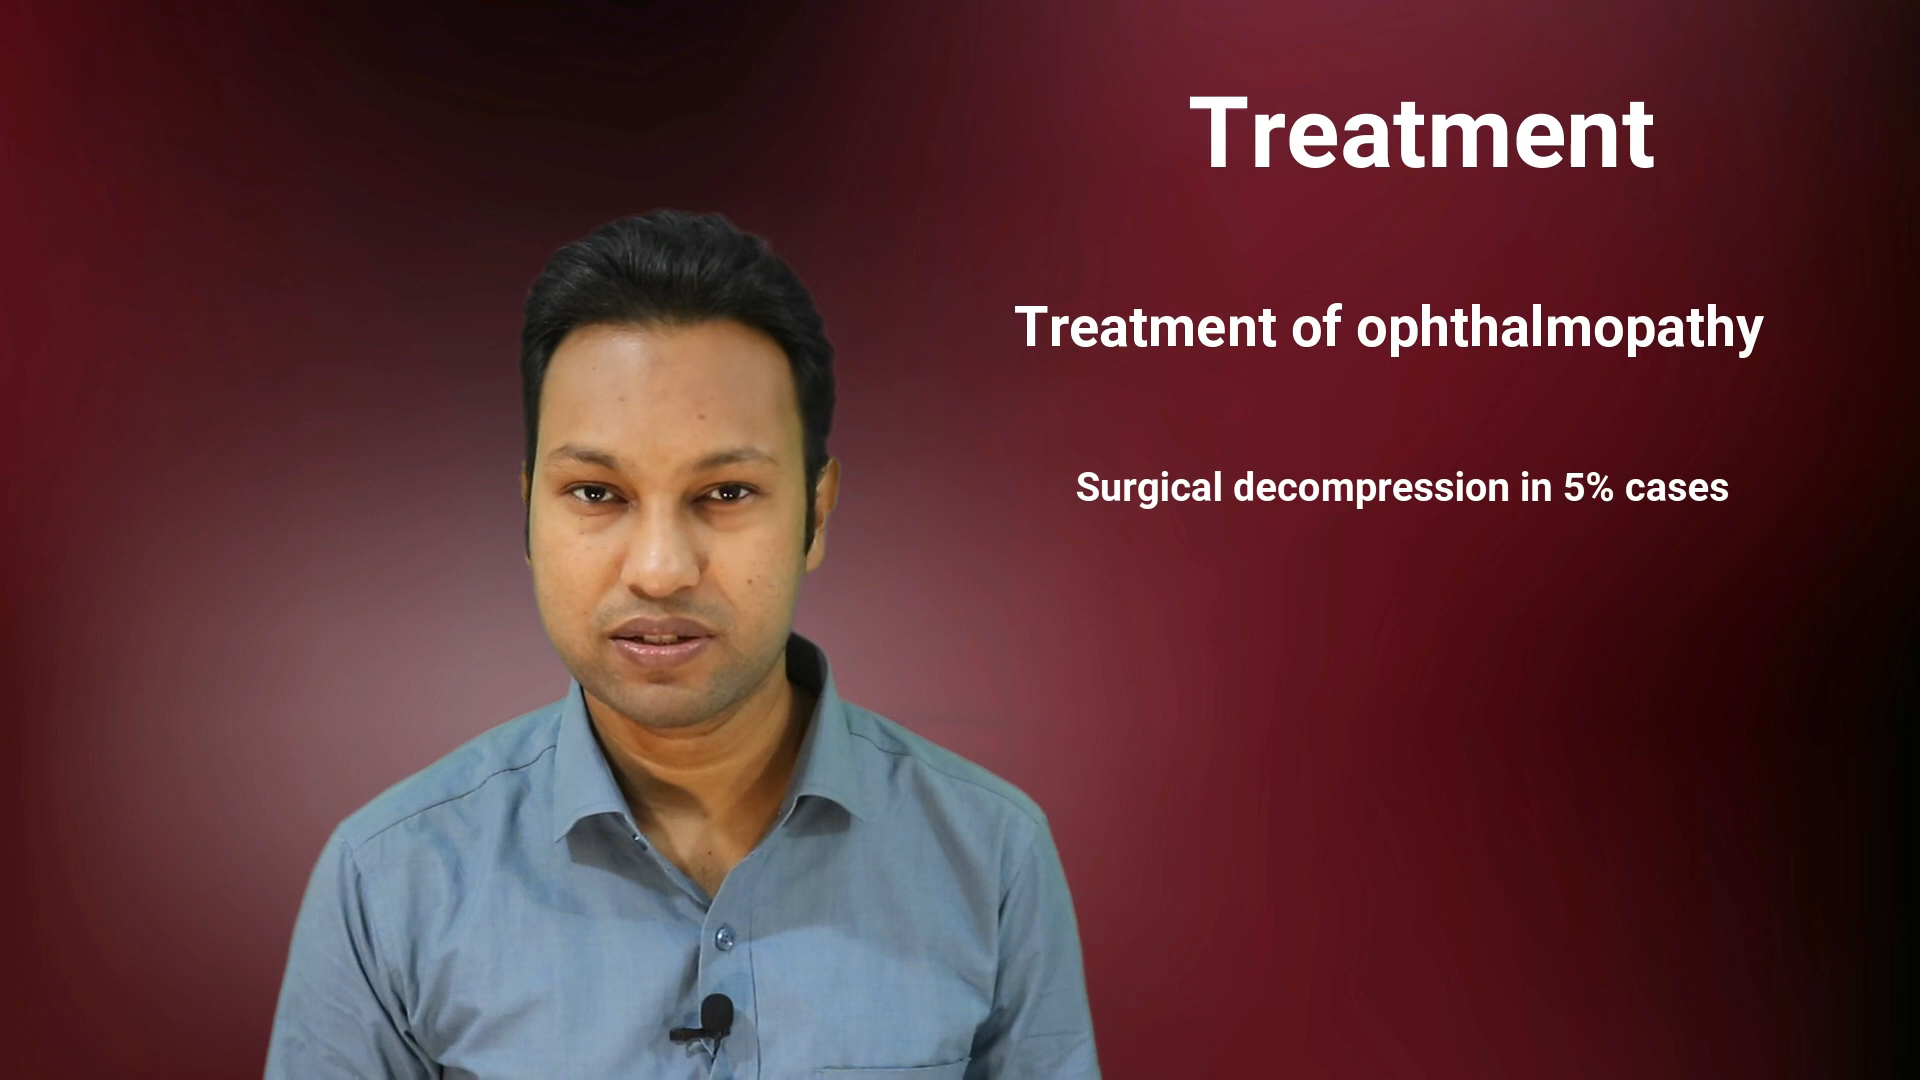 Treatment
Treatment of ophthalmopathy
Surgical decompression in 5% cases